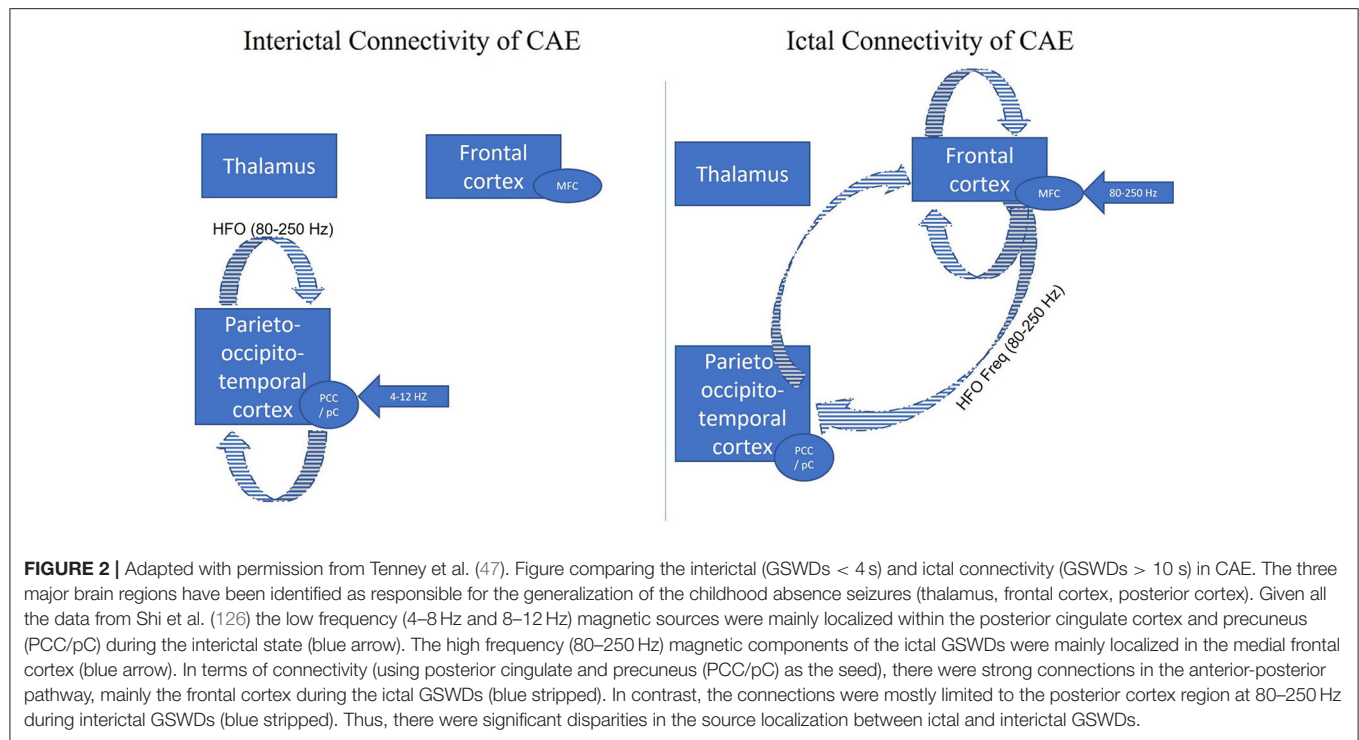 Interictal Connectivity of CAE
Thalamus
Frontal
cortex
MFC
HFO (80-250 Hz)
Parieto-
occipito-
temporal
cortex
PCC
/ pC
4-12 HZ
Ictal Connectivity of CAE
Thalamus
Frontal
cortex
MFC
80-250 Hz
HFO Freq (80-250 Hz)
Parieto-
occipito-
temporal
cortex
PCC
/ pC
FIGURE 2 | Adapted with permission from Tenney et al. (47). Figure comparing the interictal (GSWDs < 4 s) and ictal connectivity (GSWDs > 10 s) in CAE. The three
major brain regions have been identified as responsible for the generalization of the childhood absence seizures (thalamus, frontal cortex, posterior cortex). Given all
the data from Shi et al. (126) the low frequency (4–8 Hz and 8–12 Hz) magnetic sources were mainly localized within the posterior cingulate cortex and precuneus
(PCC/pC) during the interictal state (blue arrow). The high frequency (80–250 Hz) magnetic components of the ictal GSWDs were mainly localized in the medial frontal
cortex (blue arrow). In terms of connectivity (using posterior cingulate and precuneus (PCC/pC) as the seed), there were strong connections in the anterior-posterior
pathway, mainly the frontal cortex during the ictal GSWDs (blue stripped). In contrast, the connections were mostly limited to the posterior cortex region at 80–250 Hz
during interictal GSWDs (blue stripped). Thus, there were significant disparities in the source localization between ictal and interictal GSWDs.